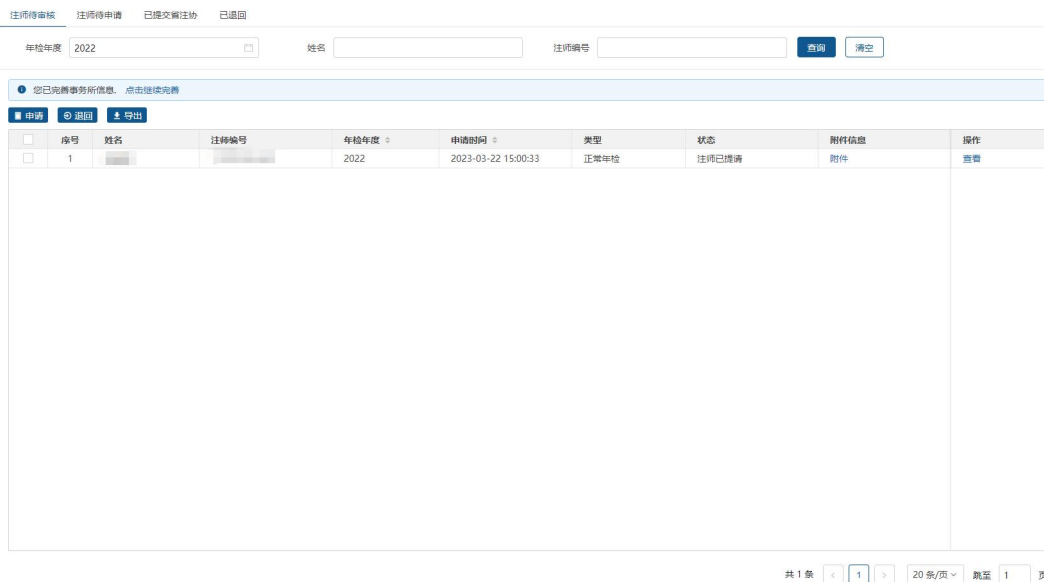 注师待审核 注师待申请 已提交省注协 已退回
年检年度 2022 姓名 注师编号 查询 清空
您已完善事务所信息. 点击继续完善
申请 退回 导出
序号 姓名 注师编号 年检年度 申请时间 类型 状态 附件信息 操作
1 2022 2023-03-22 15:00:33 正常年检 注师已提请 附件 查看
共 1 条 < 1 > 20 条/页 跳至 1 页